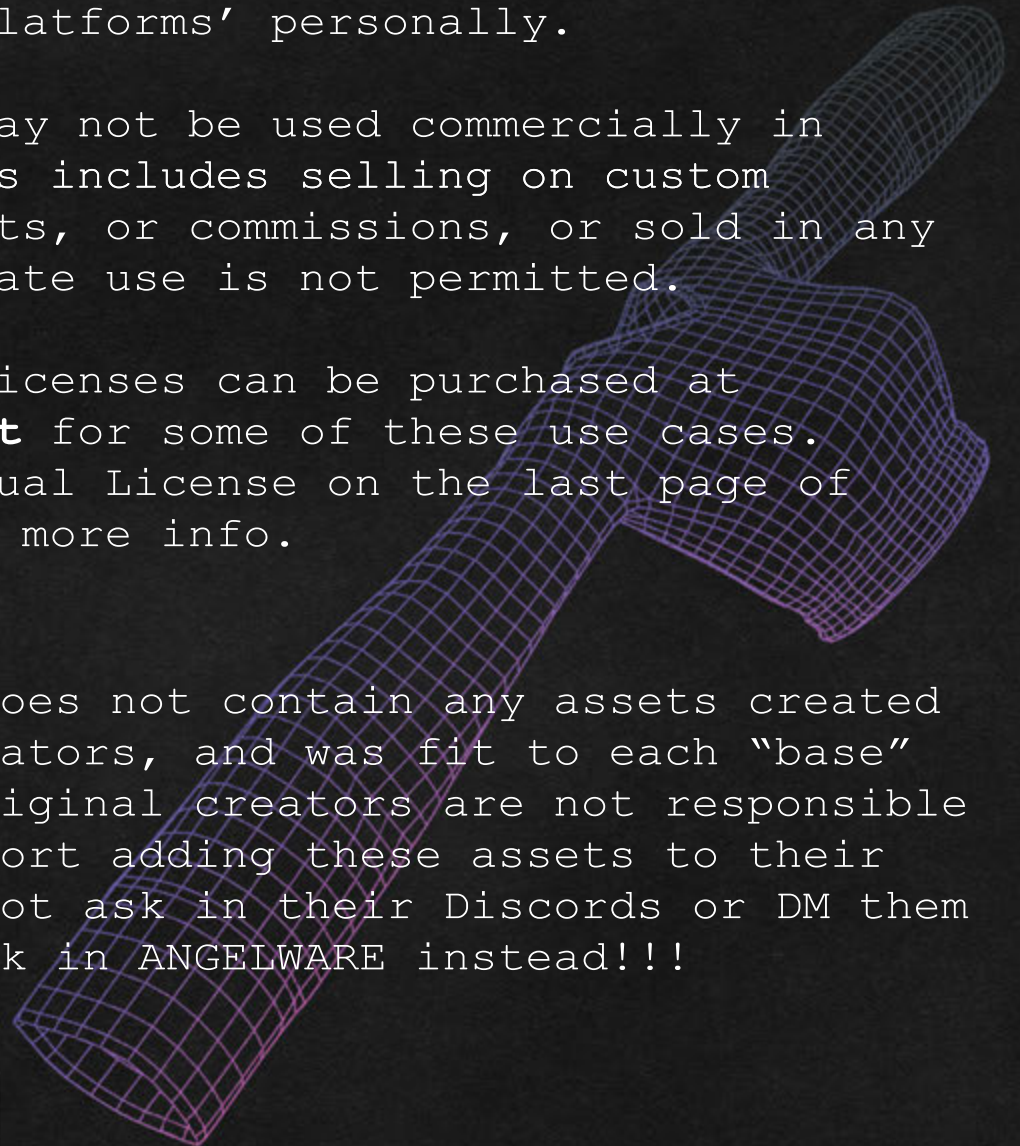 latforms’ personally.
ay not be used commercially in
s includes selling on custom
ts, or commissions, or sold in any
ate use is not permitted.
icenses can be purchased at
t for some of these use cases.
ual License on the last page of
more info.
oes not contain any assets created
ators, and was fit to each “base”
iginal creators are not responsible
ort adding these assets to their
ot ask in their Discords or DM them
k in ANGELWARE instead!!!